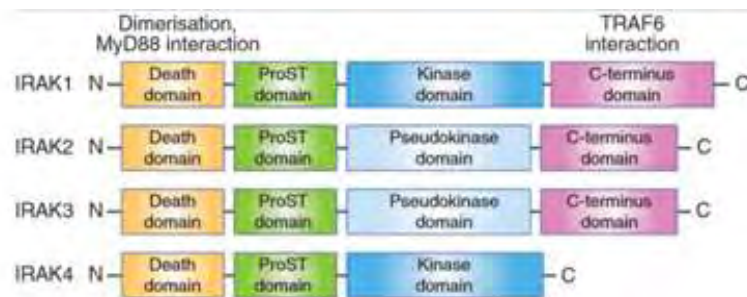 Dimerisation,
MyD88 interaction
TRAF6
interaction
IRAK1 N Death domain ProST domain Kinase domain C-terminus domain C
IRAK2 N Death domain ProST domain Pseudokinase domain C-terminus domain C
IRAK3 N Death domain ProST domain Pseudokinase domain C-terminus domain C
IRAK4 N Death domain ProST domain Kinase domain C